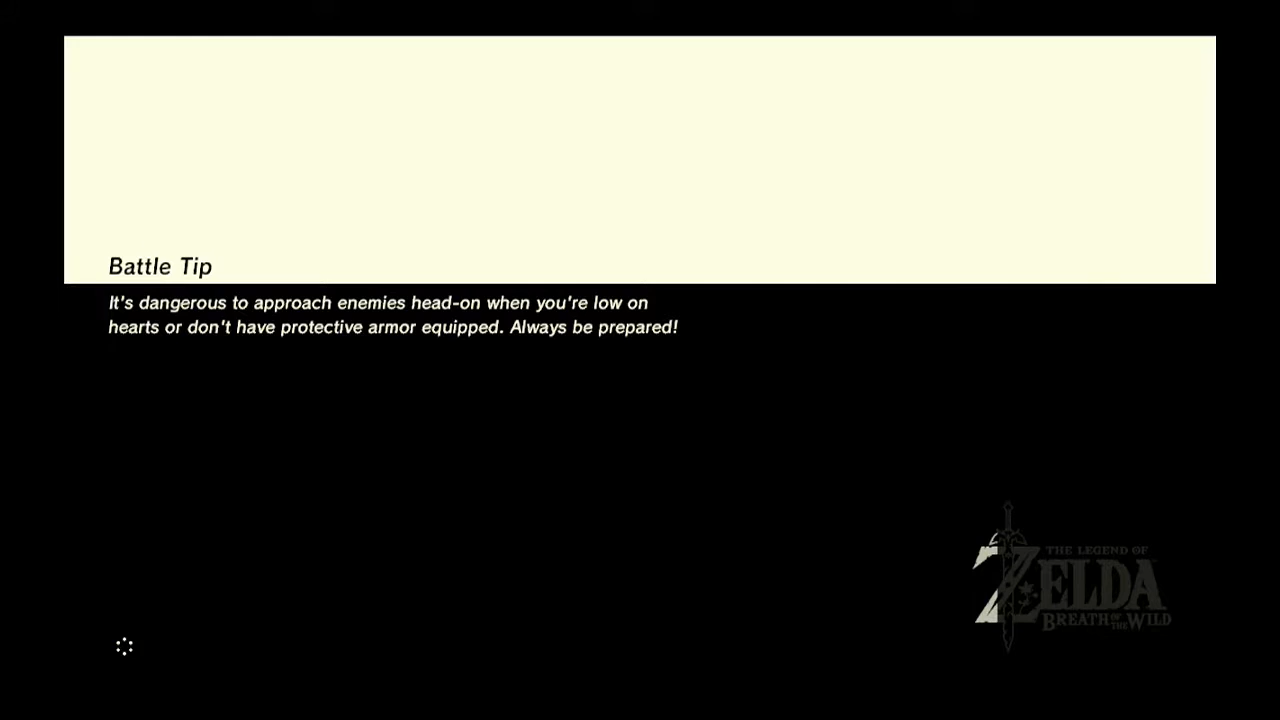 Battle Tip
It's dangerous to approach enemies head-on when you're low on
hearts or don't have protective armor equipped. Always be prepared!
THE LEGEND OF
ZELDA
BREATH OF THE WILD